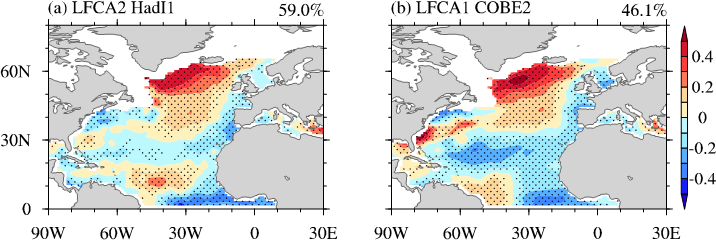 (a) LFCA2 HadI1 59.0%
(b) LFCA1 COBE2 46.1%
60N
30N
0
90W 60W 30W 0 30E
90W 60W 30W 0 30E
0.4
0.2
0
-0.2
-0.4